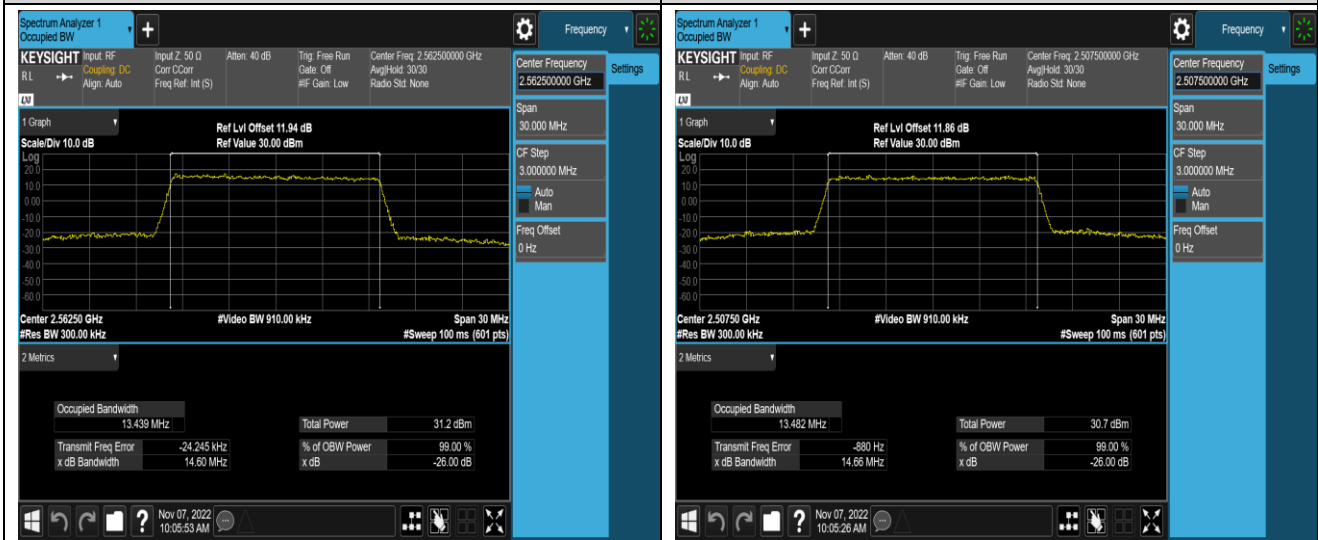 Spectrum Analyzer 1
Occupied BW
+
Frequency
KEYSIGHT
RL
LXI
Input: RF
Coupling: DC
Align: Auto
Input Z: 50 Ω
Corr CCorr
Freq Ref: Int (S)
Atten: 40 dB
Trig: Free Run
Gate: Off
#IF Gain: Low
Center Freq: 2.562500000 GHz
Avg|Hold: 30/30
Radio Std: None
Center Frequency
2.562500000 GHz
Settings
Span
30.000 MHz
CF Step
3.000000 MHz
Auto
Man
Freq Offset
0 Hz
1 Graph
Scale/Div 10.0 dB
Ref Lvl Offset 11.94 dB
Ref Value 30.00 dBm
Log
20.0
10.0
0.00
-10.0
-20.0
-30.0
-40.0
-50.0
-60.0
Center 2.56250 GHz
#Video BW 910.00 kHz
Span 30 MHz
#Res BW 300.00 kHz
#Sweep 100 ms (601 pts)
2 Metrics
Occupied Bandwidth
13.439 MHz
Total Power 31.2 dBm
Transmit Freq Error -24.245 kHz
% of OBW Power 99.00 %
x dB Bandwidth 14.60 MHz
x dB -26.00 dB
?
Nov 07, 2022
10:05:53 AM
Spectrum Analyzer 1
Occupied BW
+
Frequency
KEYSIGHT
RL
LXI
Input: RF
Coupling: DC
Align: Auto
Input Z: 50 Ω
Corr CCorr
Freq Ref: Int (S)
Atten: 40 dB
Trig: Free Run
Gate: Off
#IF Gain: Low
Center Freq: 2.507500000 GHz
Avg|Hold: 30/30
Radio Std: None
Center Frequency
2.507500000 GHz
Settings
Span
30.000 MHz
CF Step
3.000000 MHz
Auto
Man
Freq Offset
0 Hz
1 Graph
Scale/Div 10.0 dB
Ref Lvl Offset 11.86 dB
Ref Value 30.00 dBm
Log
20.0
10.0
0.00
-10.0
-20.0
-30.0
-40.0
-50.0
-60.0
Center 2.50750 GHz
#Video BW 910.00 kHz
Span 30 MHz
#Res BW 300.00 kHz
#Sweep 100 ms (601 pts)
2 Metrics
Occupied Bandwidth
13.482 MHz
Total Power 30.7 dBm
Transmit Freq Error -880 Hz
% of OBW Power 99.00 %
x dB Bandwidth 14.66 MHz
x dB -26.00 dB
?
Nov 07, 2022
10:05:26 AM